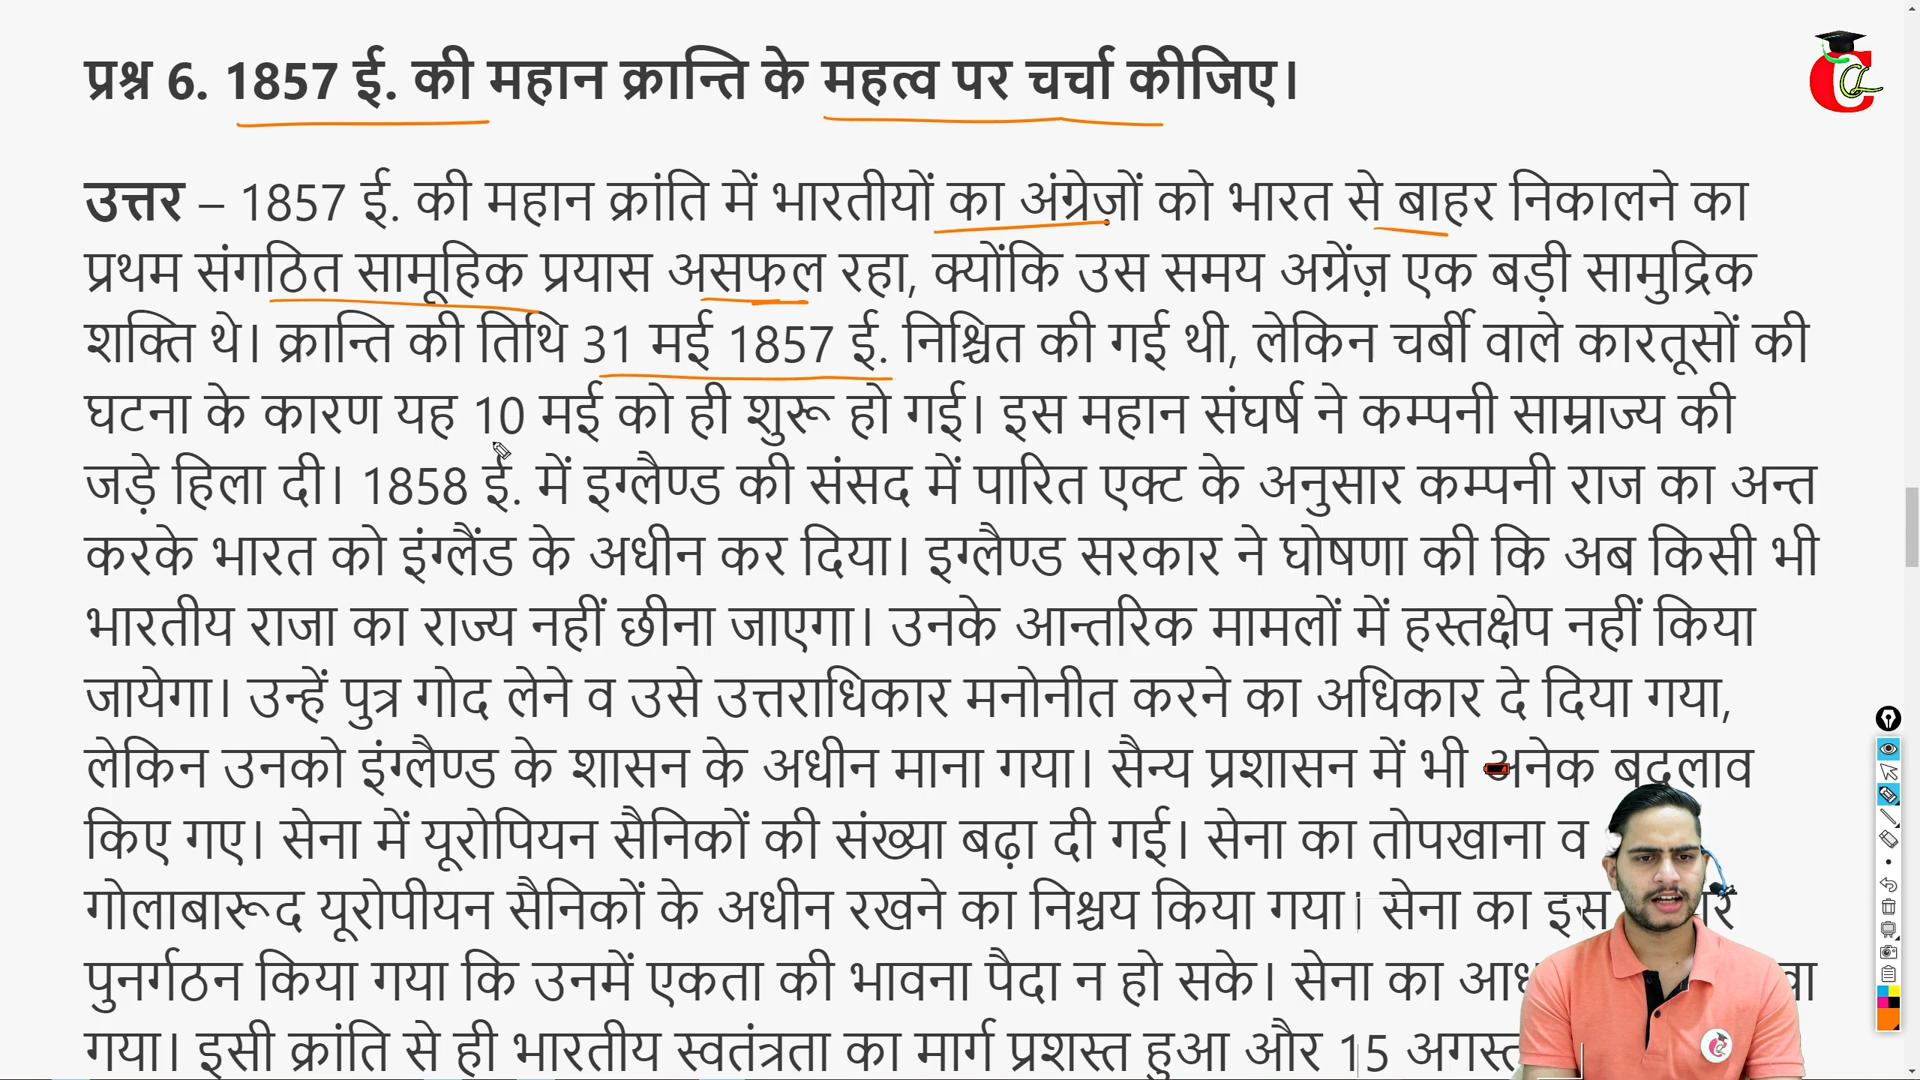 प्रश्न 6. 1857 ई. की महान क्रान्ति के महत्व पर चर्चा कीजिए।
उत्तर – 1857 ई. की महान क्रांति में भारतीयों का अंग्रेजों को भारत से बाहर निकालने का
प्रथम संगठित सामूहिक प्रयास असफल रहा, क्योंकि उस समय अग्रेंज़ एक बड़ी सामुद्रिक
शक्ति थे। क्रान्ति की तिथि 31 मई 1857 ई. निश्चित की गई थी, लेकिन चर्बी वाले कारतूसों की
घटना के कारण यह 10 मई को ही शुरू हो गई। इस महान संघर्ष ने कम्पनी साम्राज्य की
जड़े हिला दी। 1858 ई. में इग्लैण्ड की संसद में पारित एक्ट के अनुसार कम्पनी राज का अन्त
करके भारत को इंग्लैंड के अधीन कर दिया। इग्लैण्ड सरकार ने घोषणा की कि अब किसी भी
भारतीय राजा का राज्य नहीं छीना जाएगा। उनके आन्तरिक मामलों में हस्तक्षेप नहीं किया
जायेगा। उन्हें पुत्र गोद लेने व उसे उत्तराधिकार मनोनीत करने का अधिकार दे दिया गया,
लेकिन उनको इंग्लैण्ड के शासन के अधीन माना गया। सैन्य प्रशासन में भी अनेक बदलाव
किए गए। सेना में यूरोपियन सैनिकों की संख्या बढ़ा दी गई। सेना का तोपखाना व
गोलाबारूद यूरोपीयन सैनिकों के अधीन रखने का निश्चय किया गया। सेना का इस
पुनर्गठन किया गया कि उनमें एकता की भावना पैदा न हो सके। सेना का
गया। इसी क्रांति से ही भारतीय स्वतंत्रता का मार्ग प्रशस्त हुआ और 15 अगस्त